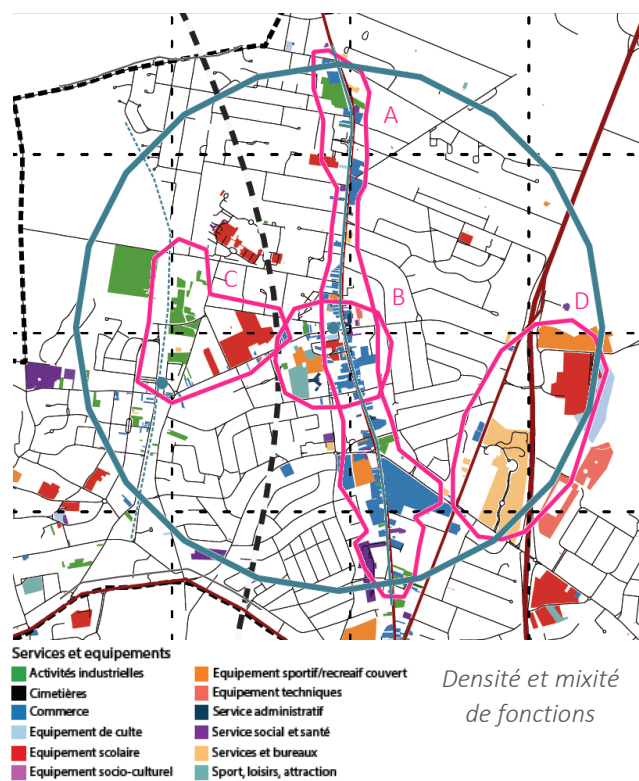 A
C
B
D
Services et equipements
Activités industrielles
Cimetières
Commerce
Equipement de culte
Equipement scolaire
Equipement socio-culturel
Equipement sportif/recreaif couvert
Equipement techniques
Service administratif
Service social et santé
Services et bureaux
Sport, loisirs, attraction
Densité et mixité
de fonctions